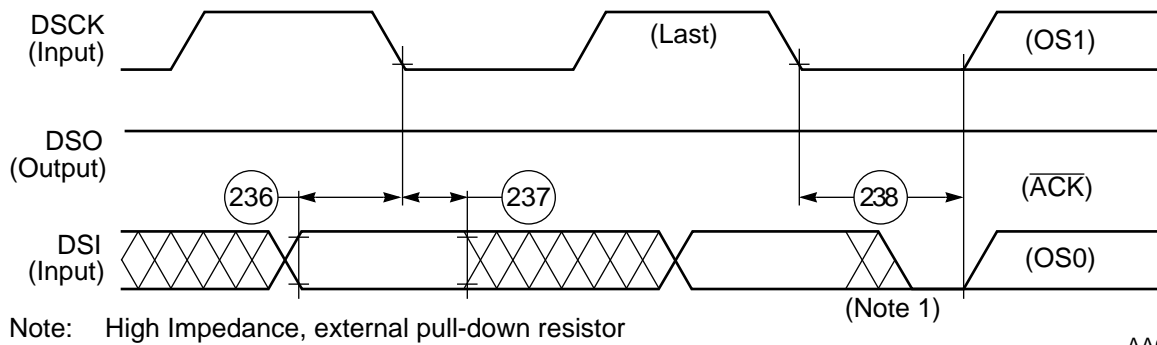 DSCK
(Input)
(Last)
(OS1)
DSO
(Output)
236
237
238
(ACK)
DSI
(Input)
(OS0)
(Note 1)
Note: High Impedance, external pull-down resistor